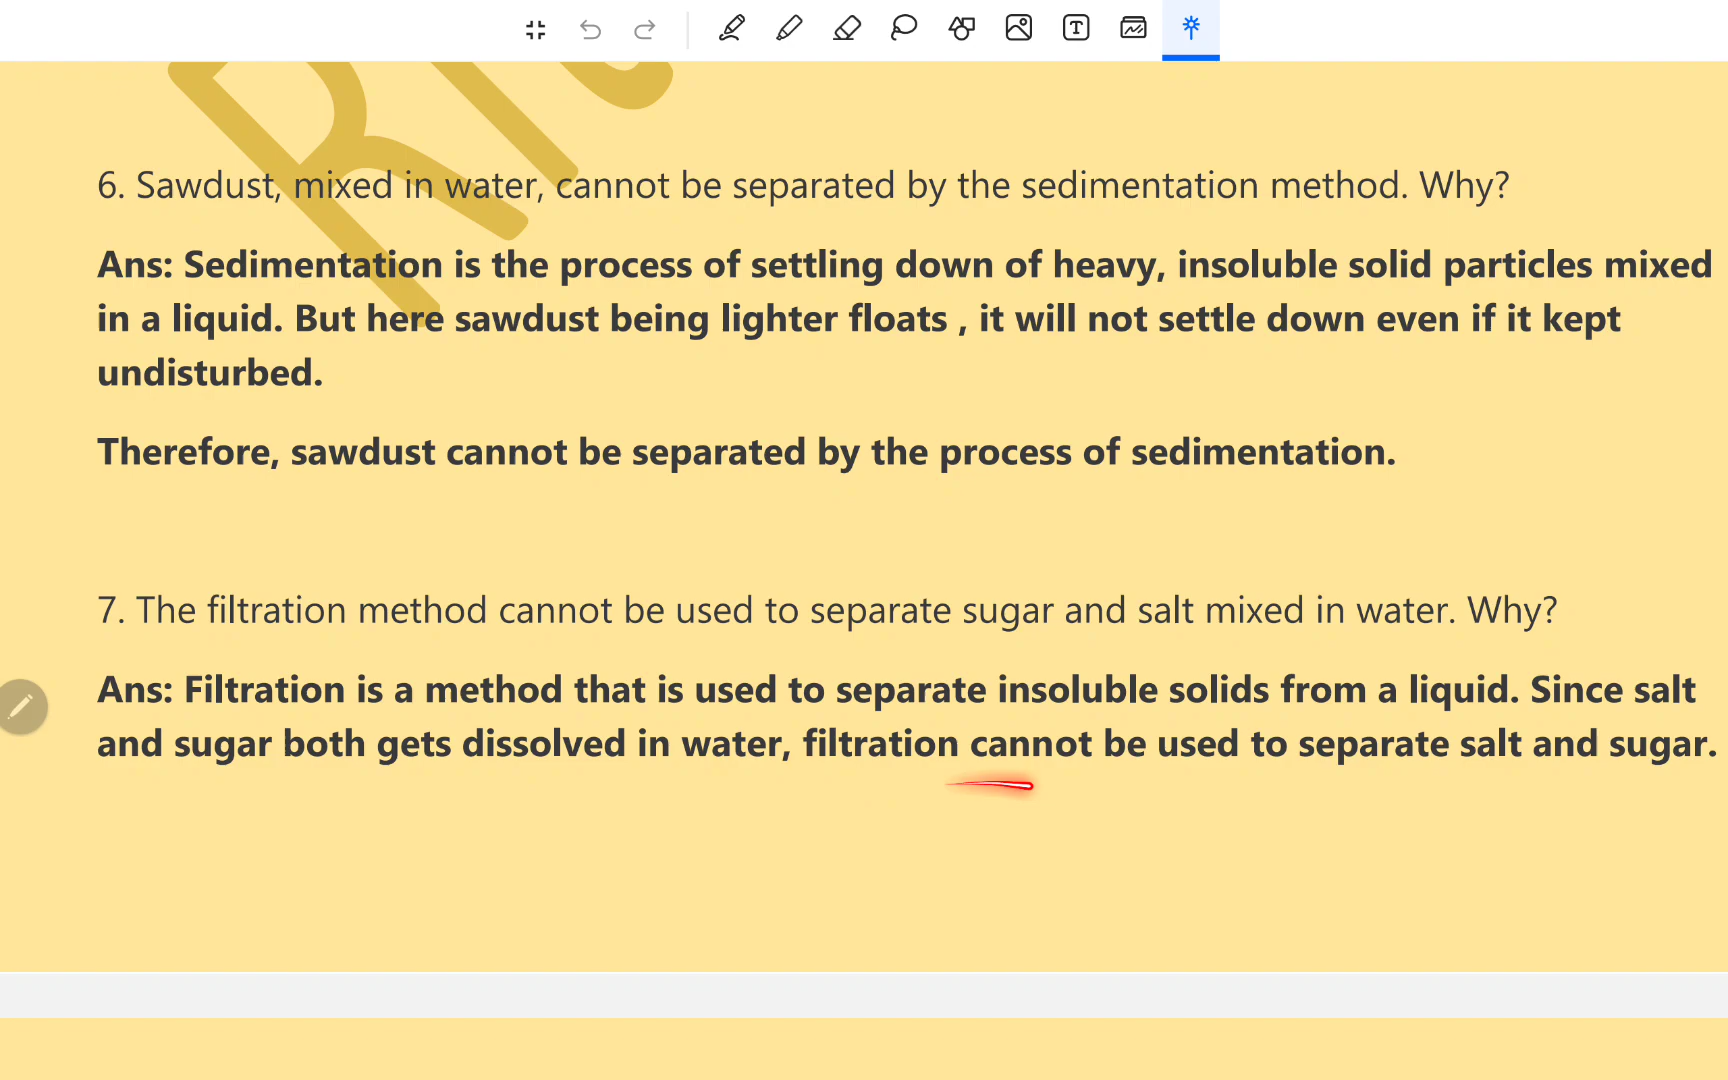 6. Sawdust, mixed in water, cannot be separated by the sedimentation method. Why?
Ans: Sedimentation is the process of settling down of heavy, insoluble solid particles mixed
in a liquid. But here sawdust being lighter floats , it will not settle down even if it kept
undisturbed.
Therefore, sawdust cannot be separated by the process of sedimentation.
7. The filtration method cannot be used to separate sugar and salt mixed in water. Why?
Ans: Filtration is a method that is used to separate insoluble solids from a liquid. Since salt
and sugar both gets dissolved in water, filtration cannot be used to separate salt and sugar.